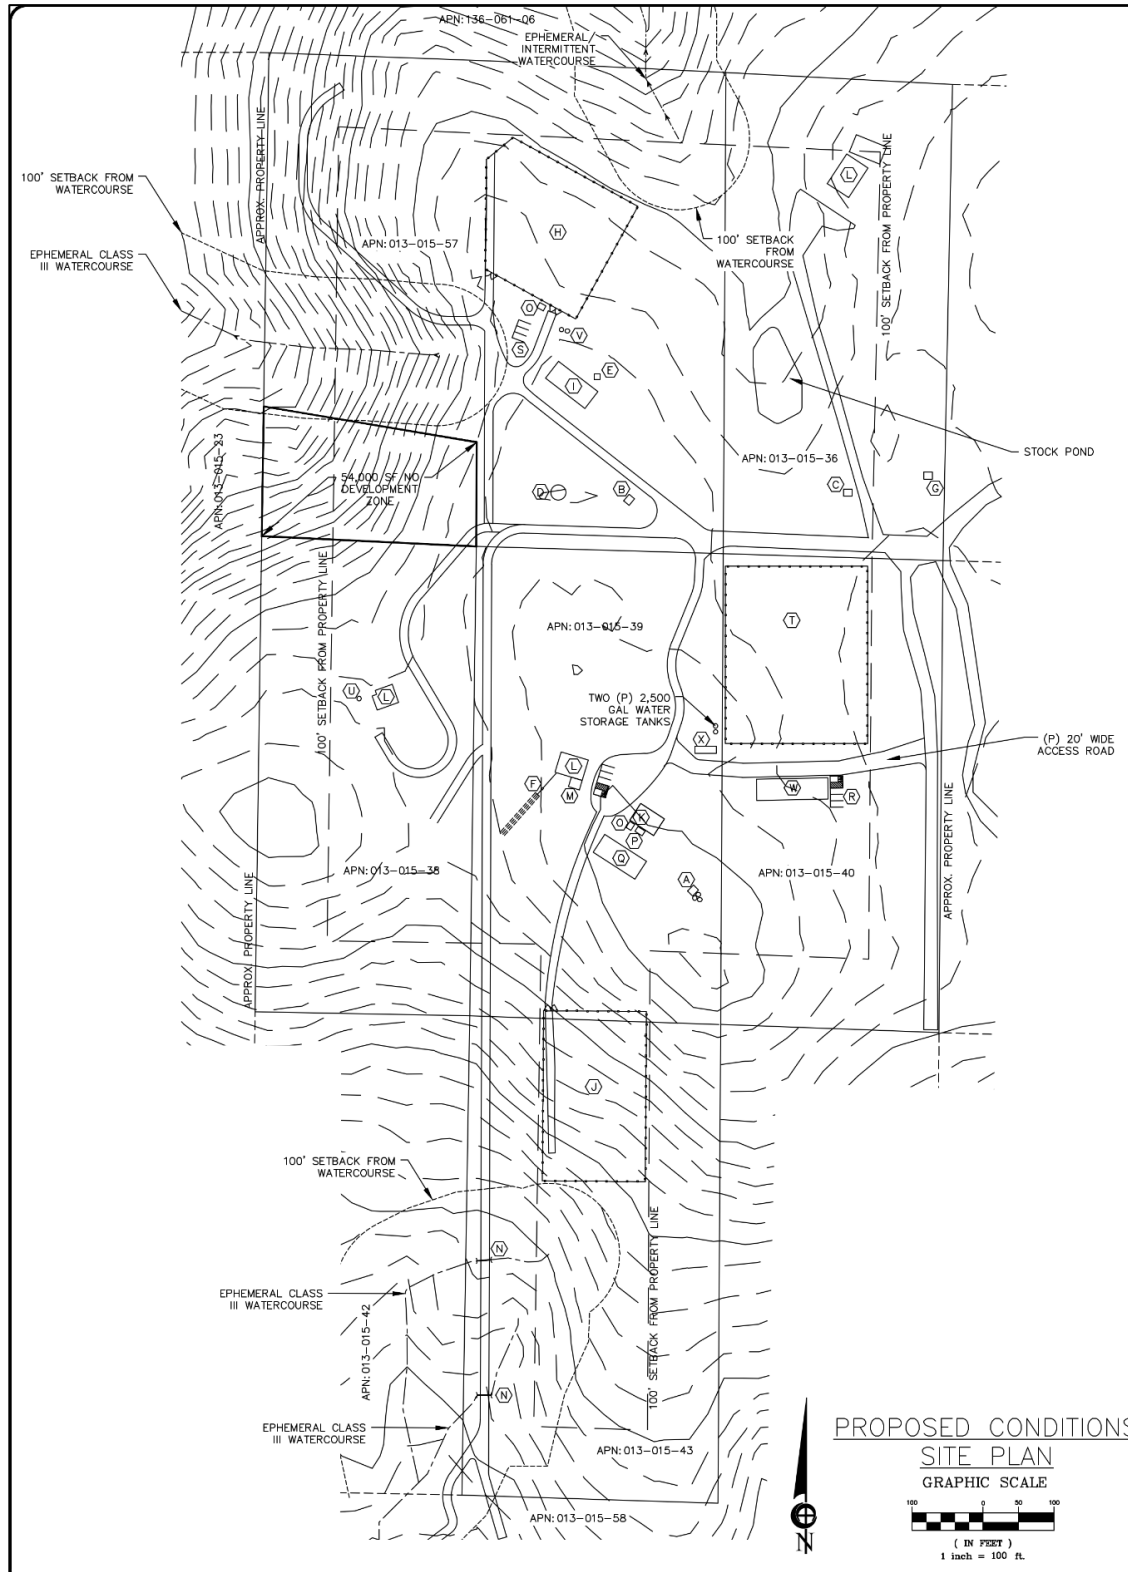 APN: 136-061-06
EPHEMERAL
INTERMITTENT
WATERCOURSE
APPROX. PROPERTY LINE
100' SETBACK FROM PROPERTY LINE
L
100' SETBACK FROM
WATERCOURSE
H
APN: 013-015-57
100' SETBACK
FROM
WATERCOURSE
EPHEMERAL CLASS
III WATERCOURSE
O
V
S
E
I
STOCK POND
APN: 013-015-36
APN: 013-015-23
54,000 SF NO
DEVELOPMENT
ZONE
D
B
C
G
100' SETBACK FROM PROPERTY LINE
APN: 013-015-39
T
U
L
TWO (P) 2,500
GAL WATER
STORAGE TANKS
X
(P) 20' WIDE
ACCESS ROAD
L
F
M
W
R
K
O
P
Q
A
APN: 013-015-38
APN: 013-015-40
APPROX. PROPERTY LINE
APPROX. PROPERTY LINE
J
100' SETBACK FROM
WATERCOURSE
100' SETBACK FROM PROPERTY LINE
N
EPHEMERAL CLASS
III WATERCOURSE
APN: 013-015-42
N
EPHEMERAL CLASS
III WATERCOURSE
APN: 013-015-43
APN: 013-015-58
N
PROPOSED CONDITIONS
SITE PLAN
GRAPHIC SCALE
100 0 50 100
( IN FEET )
1 inch = 100 ft.